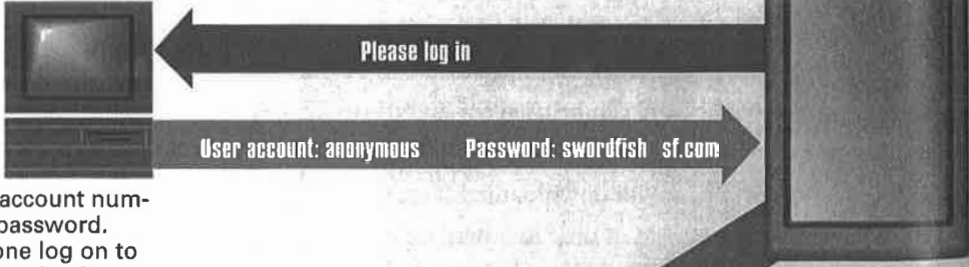 Please log in
User account: anonymous Password: swordfish sf.com
account num-
password.
one log on to